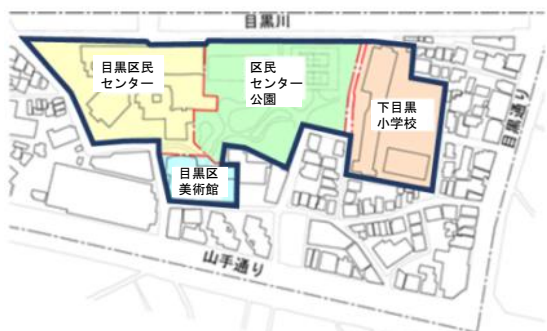 目黒川
目黒区民
センター
区民
センター
公園
下目黒
小学校
目黒区
美術館
目黒通り
山手通り